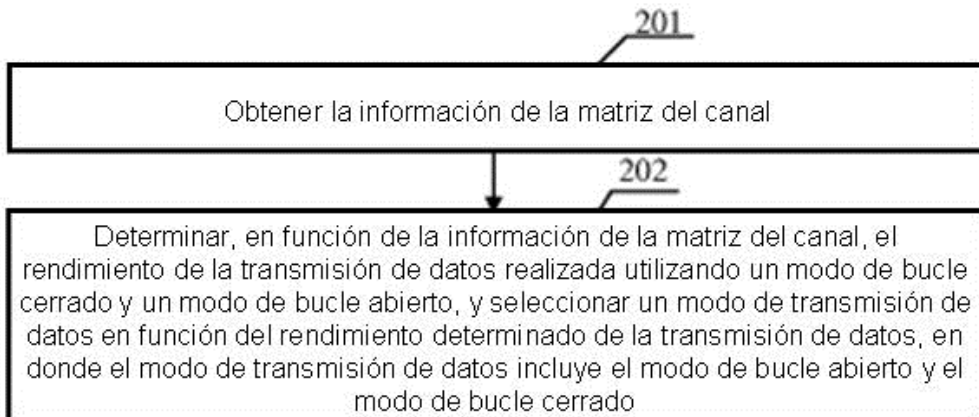 201
Obtener la información de la matriz del canal
202
Determinar, en función de la información de la matriz del canal, el
rendimiento de la transmisión de datos realizada utilizando un modo de bucle
cerrado y un modo de bucle abierto, y seleccionar un modo de transmisión de
datos en función del rendimiento determinado de la transmisión de datos, en
donde el modo de transmisión de datos incluye el modo de bucle abierto y el
modo de bucle cerrado